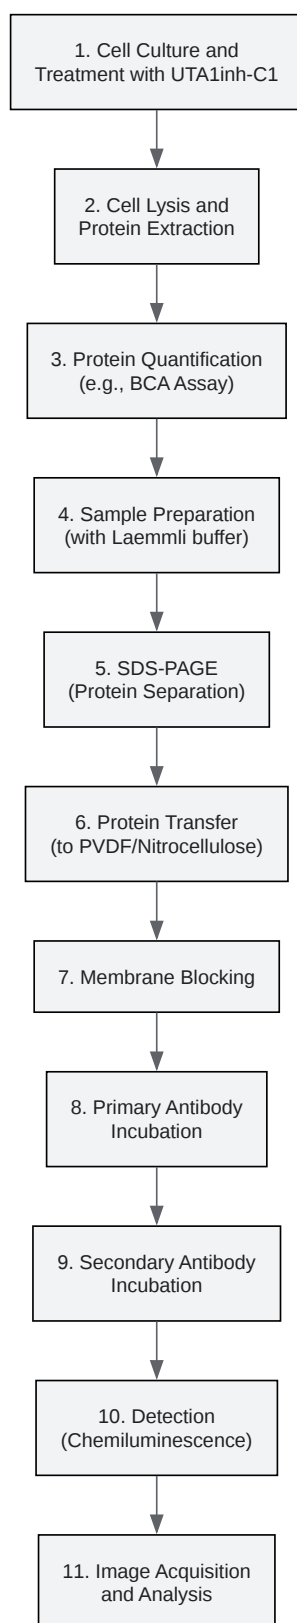 1. Cell Culture and
Treatment with UTA1inh-C1
2. Cell Lysis and
Protein Extraction
3. Protein Quantification
(e.g., BCA Assay)
4. Sample Preparation
(with Laemmli buffer)
5. SDS-PAGE
(Protein Separation)
6. Protein Transfer
(to PVDF/Nitrocellulose)
7. Membrane Blocking
8. Primary Antibody
Incubation
9. Secondary Antibody
Incubation
10. Detection
(Chemiluminescence)
11. Image Acquisition
and Analysis